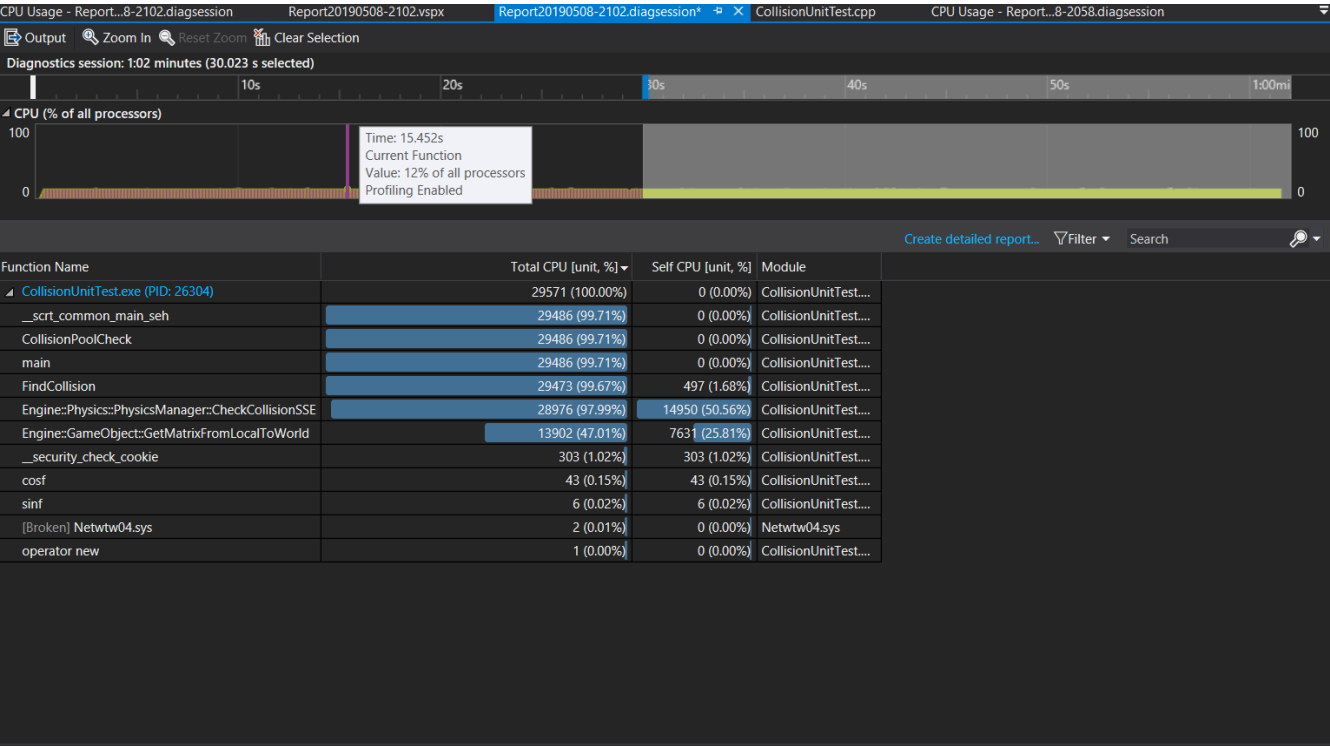 CPU Usage - Report...8-2102.diagsession Report20190508-2102.vspx Report20190508-2102.diagsession* CollisionUnitTest.cpp CPU Usage - Report...8-2058.diagsession
Output Zoom In Reset Zoom Clear Selection
Diagnostics session: 1:02 minutes (30.023 s selected)
10s 20s 30s 40s 50s 1:00mi
CPU (% of all processors)
100 100
Time: 15.452s
Current Function
Value: 12% of all processors
Profiling Enabled
0 0
Create detailed report... Filter Search
Function Name Total CPU [unit, %] Self CPU [unit, %] Module
CollisionUnitTest.exe (PID: 26304) 29571 (100.00%) 0 (0.00%) CollisionUnitTest....
__scrt_common_main_seh 29486 (99.71%) 0 (0.00%) CollisionUnitTest....
CollisionPoolCheck 29486 (99.71%) 0 (0.00%) CollisionUnitTest....
main 29486 (99.71%) 0 (0.00%) CollisionUnitTest....
FindCollision 29473 (99.67%) 497 (1.68%) CollisionUnitTest....
Engine::Physics::PhysicsManager::CheckCollisionSSE 28976 (97.99%) 14950 (50.56%) CollisionUnitTest....
Engine::GameObject::GetMatrixFromLocalToWorld 13902 (47.01%) 7631 (25.81%) CollisionUnitTest....
__security_check_cookie 303 (1.02%) 303 (1.02%) CollisionUnitTest....
cosf 43 (0.15%) 43 (0.15%) CollisionUnitTest....
sinf 6 (0.02%) 6 (0.02%) CollisionUnitTest....
[Broken] Netwtw04.sys 2 (0.01%) 0 (0.00%) Netwtw04.sys
operator new 1 (0.00%) 0 (0.00%) CollisionUnitTest....